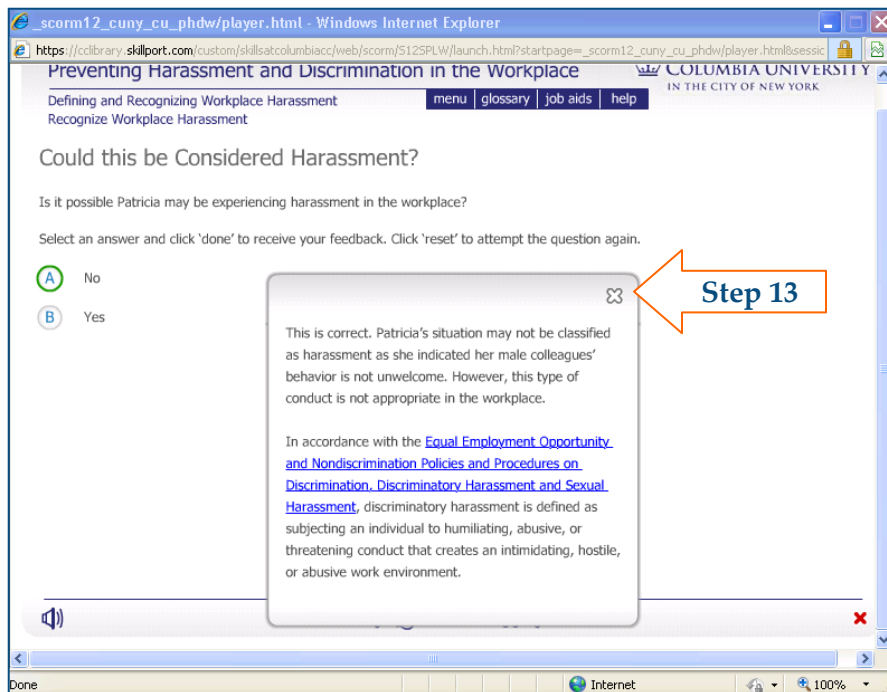 _scorm12_cuny_cu_phdw/player.html - Windows Internet Explorer
https://cclibrary.skillport.com/custom/skillsatcolumbiacc/web/scorm/S12SPLW/launch.html?startpage=_scorm12_cuny_cu_phdw/player.html&sessic
Preventing Harassment and Discrimination in the Workplace
COLUMBIA UNIVERSITY
IN THE CITY OF NEW YORK
Defining and Recognizing Workplace Harassment
menu | glossary | job aids | help
Recognize Workplace Harassment
Could this be Considered Harassment?
Is it possible Patricia may be experiencing harassment in the workplace?
Select an answer and click 'done' to receive your feedback. Click 'reset' to attempt the question again.
A No
B Yes
Step 13
This is correct. Patricia's situation may not be classified
as harassment as she indicated her male colleagues'
behavior is not unwelcome. However, this type of
conduct is not appropriate in the workplace.
In accordance with the Equal Employment Opportunity
and Nondiscrimination Policies and Procedures on
Discrimination, Discriminatory Harassment and Sexual
Harassment, discriminatory harassment is defined as
subjecting an individual to humiliating, abusive, or
threatening conduct that creates an intimidating, hostile,
or abusive work environment.
Done
Internet
100%